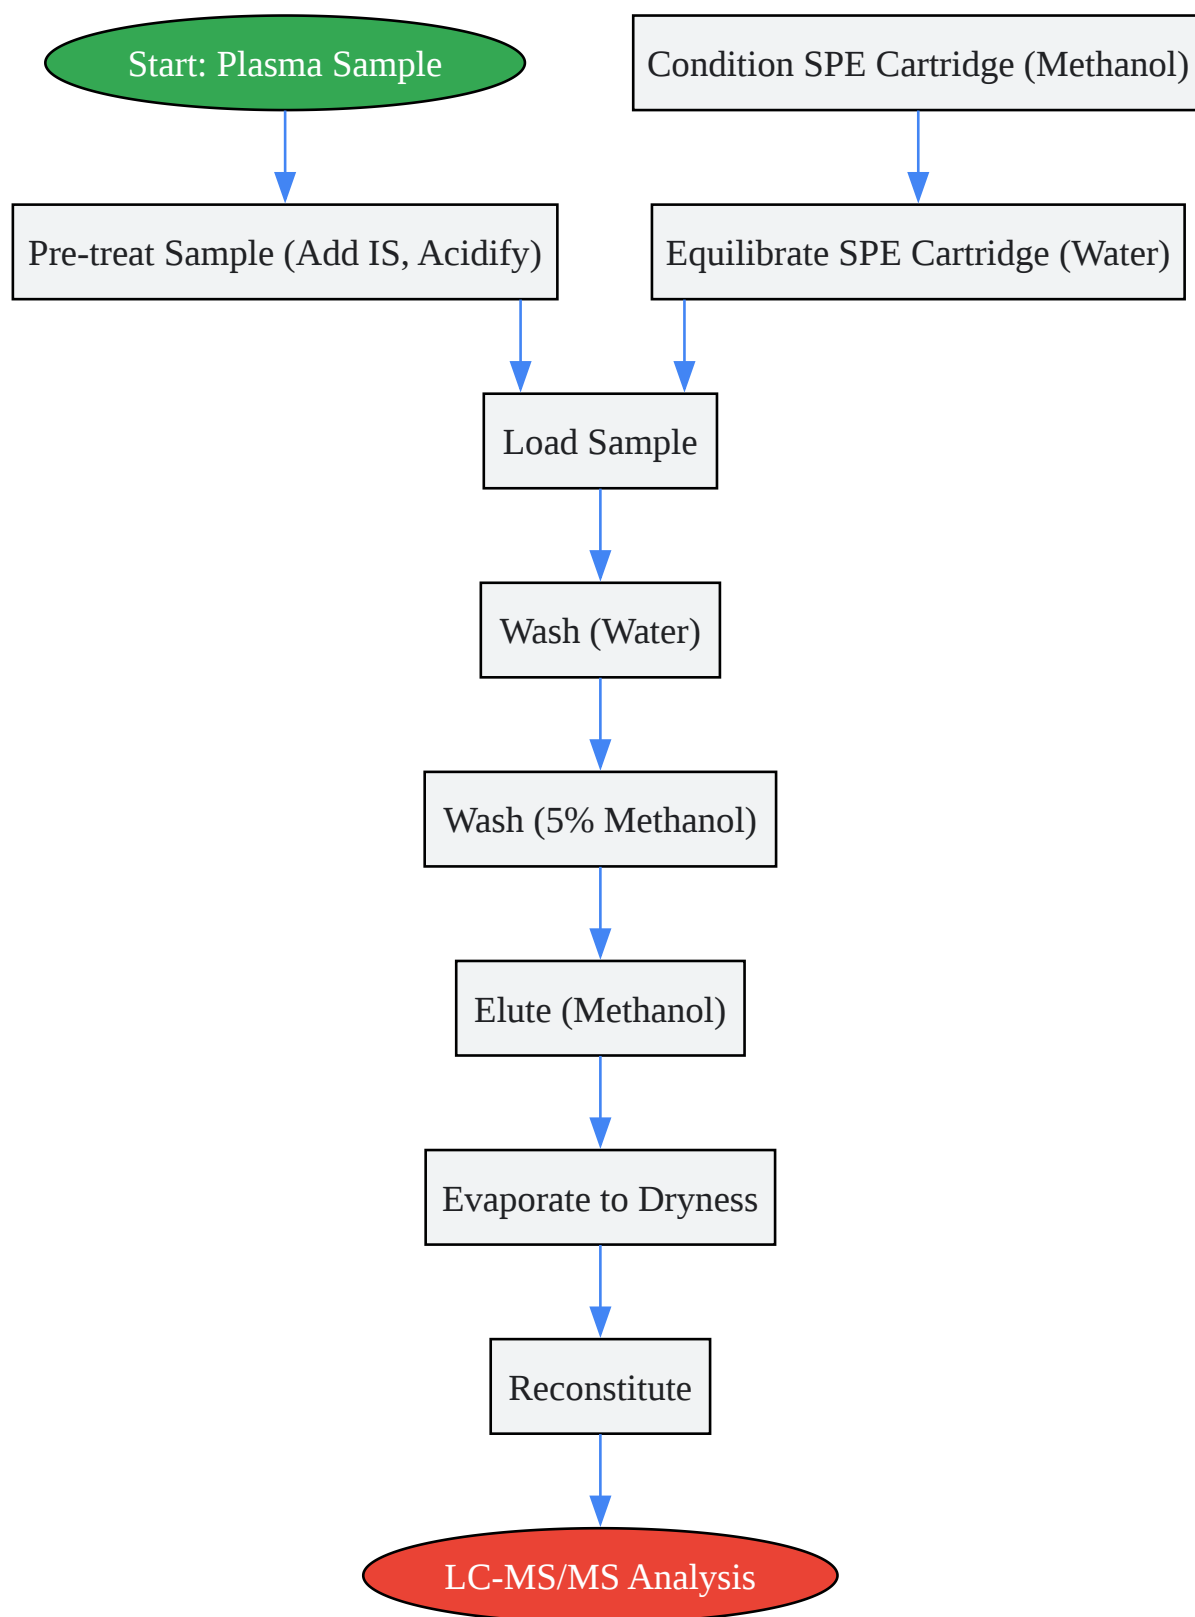 Start: Plasma Sample
Condition SPE Cartridge (Methanol)
Pre-treat Sample (Add IS, Acidify)
Equilibrate SPE Cartridge (Water)
Load Sample
Wash (Water)
Wash (5% Methanol)
Elute (Methanol)
Evaporate to Dryness
Reconstitute
LC-MS/MS Analysis